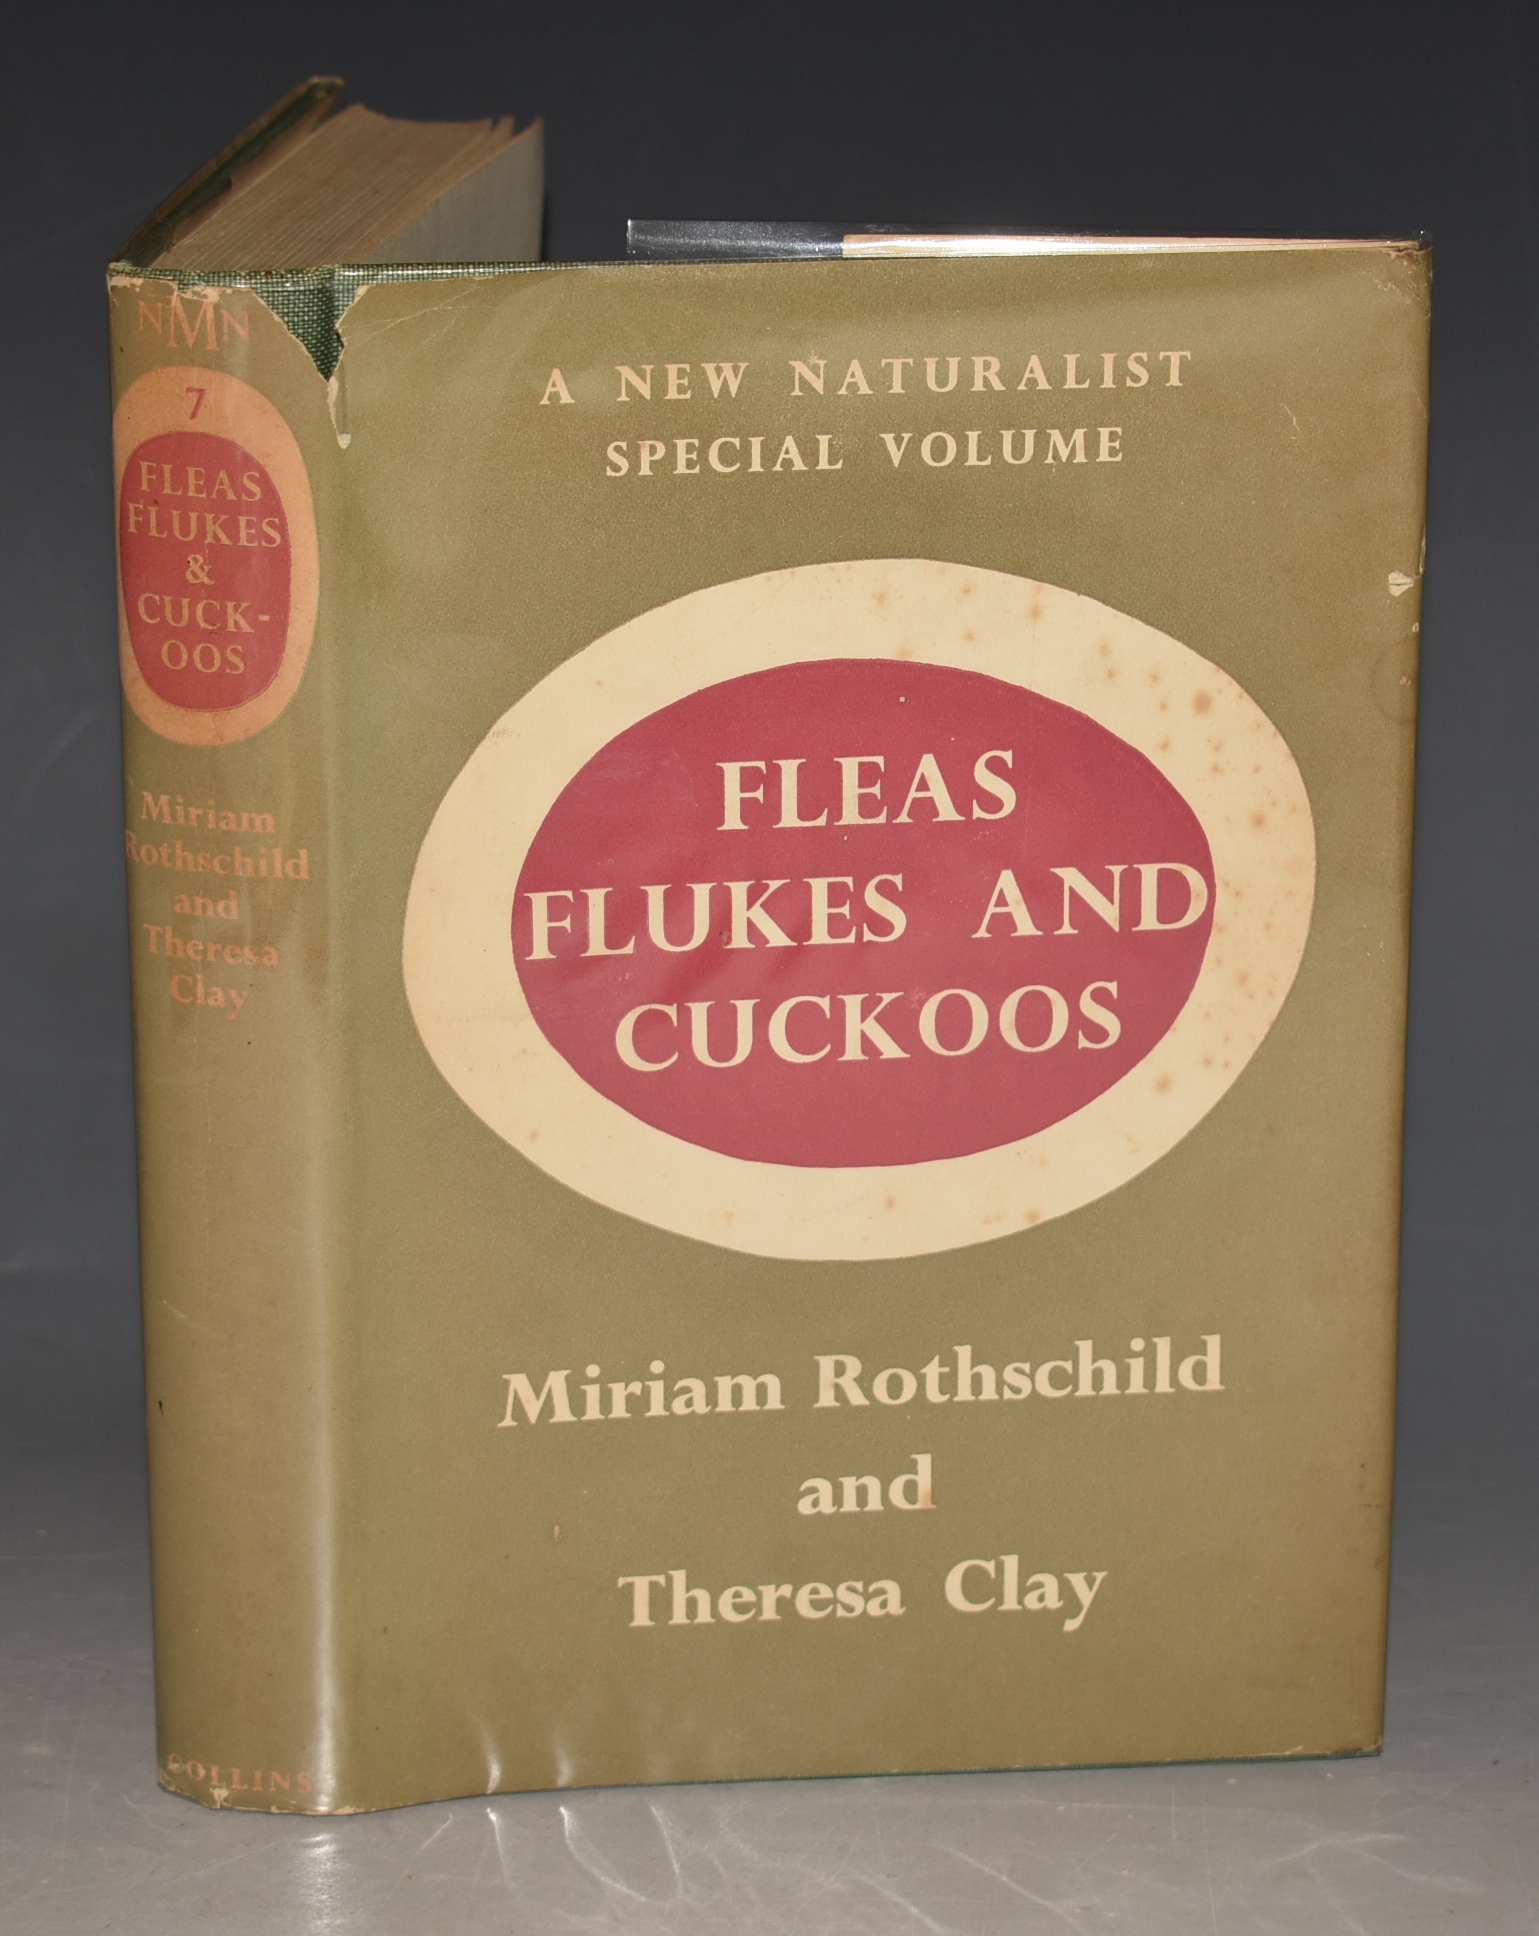 NMN
7
FLEAS
FLUKES
&
CUCK-
OOS
Miriam
Rothschild
and
Theresa
Clay
COLLINS
A NEW NATURALIST
SPECIAL VOLUME
FLEAS
FLUKES AND
CUCKOOS
Miriam Rothschild
and
Theresa Clay